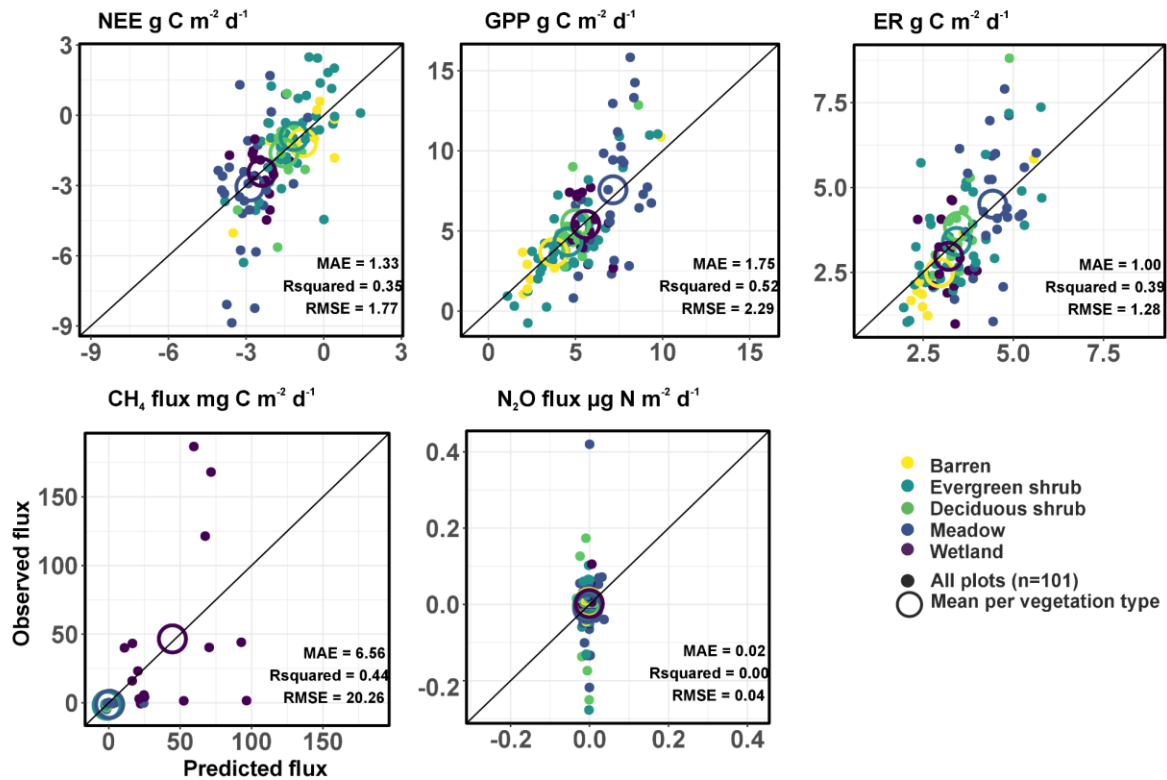 NEE g C m⁻² d⁻¹
3
0
-3
-6
-9
MAE = 1.33
Rsquared = 0.35
RMSE = 1.77
-9 -6 -3 0 3
GPP g C m⁻² d⁻¹
15
10
5
0
MAE = 1.75
Rsquared = 0.52
RMSE = 2.29
0 5 10 15
ER g C m⁻² d⁻¹
7.5
5.0
2.5
MAE = 1.00
Rsquared = 0.39
RMSE = 1.28
2.5 5.0 7.5
CH₄ flux mg C m⁻² d⁻¹
Observed flux
150
100
50
0
MAE = 6.56
Rsquared = 0.44
RMSE = 20.26
0 50 100 150
Predicted flux
N₂O flux µg N m⁻² d⁻¹
0.4
0.2
0.0
-0.2
MAE = 0.02
Rsquared = 0.00
RMSE = 0.04
-0.2 0.0 0.2 0.4
Barren
Evergreen shrub
Deciduous shrub
Meadow
Wetland
All plots (n=101)
Mean per vegetation type